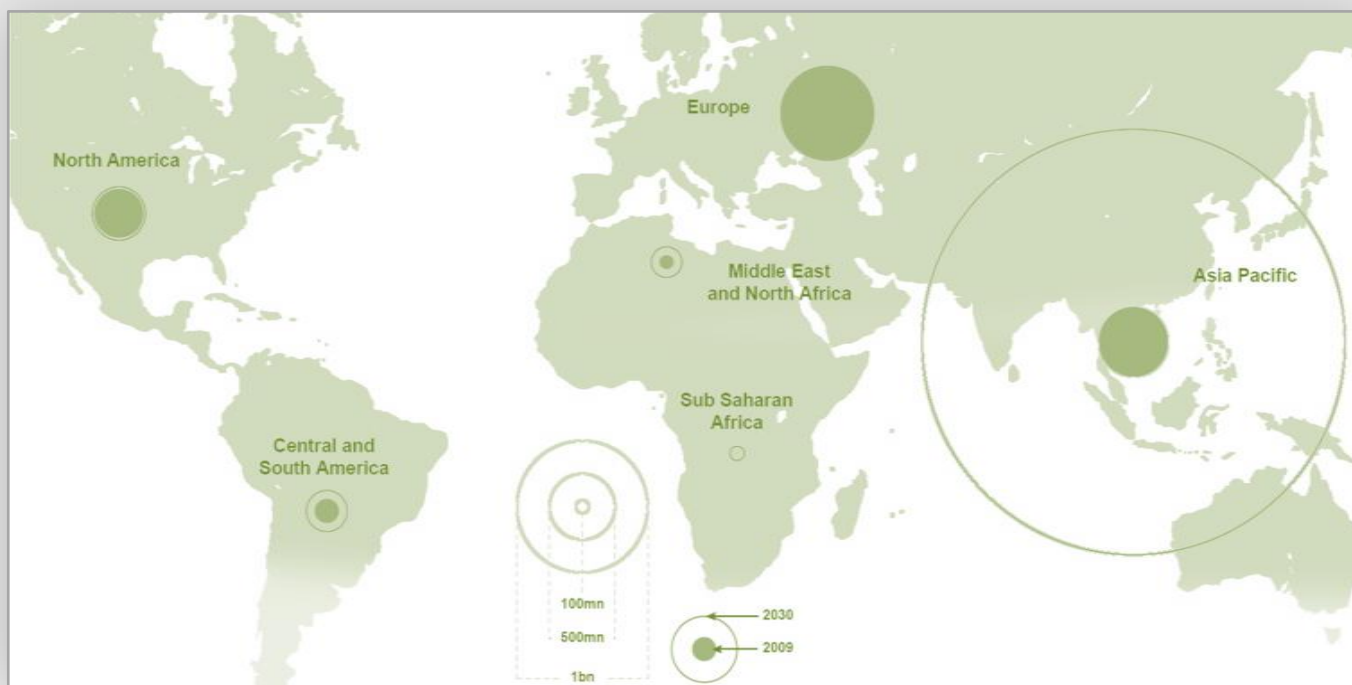 Europe
North America
Middle East
and North Africa
Asia Pacific
Sub Saharan
Africa
Central and
South America
100mn
500mn
1bn
2030
2009